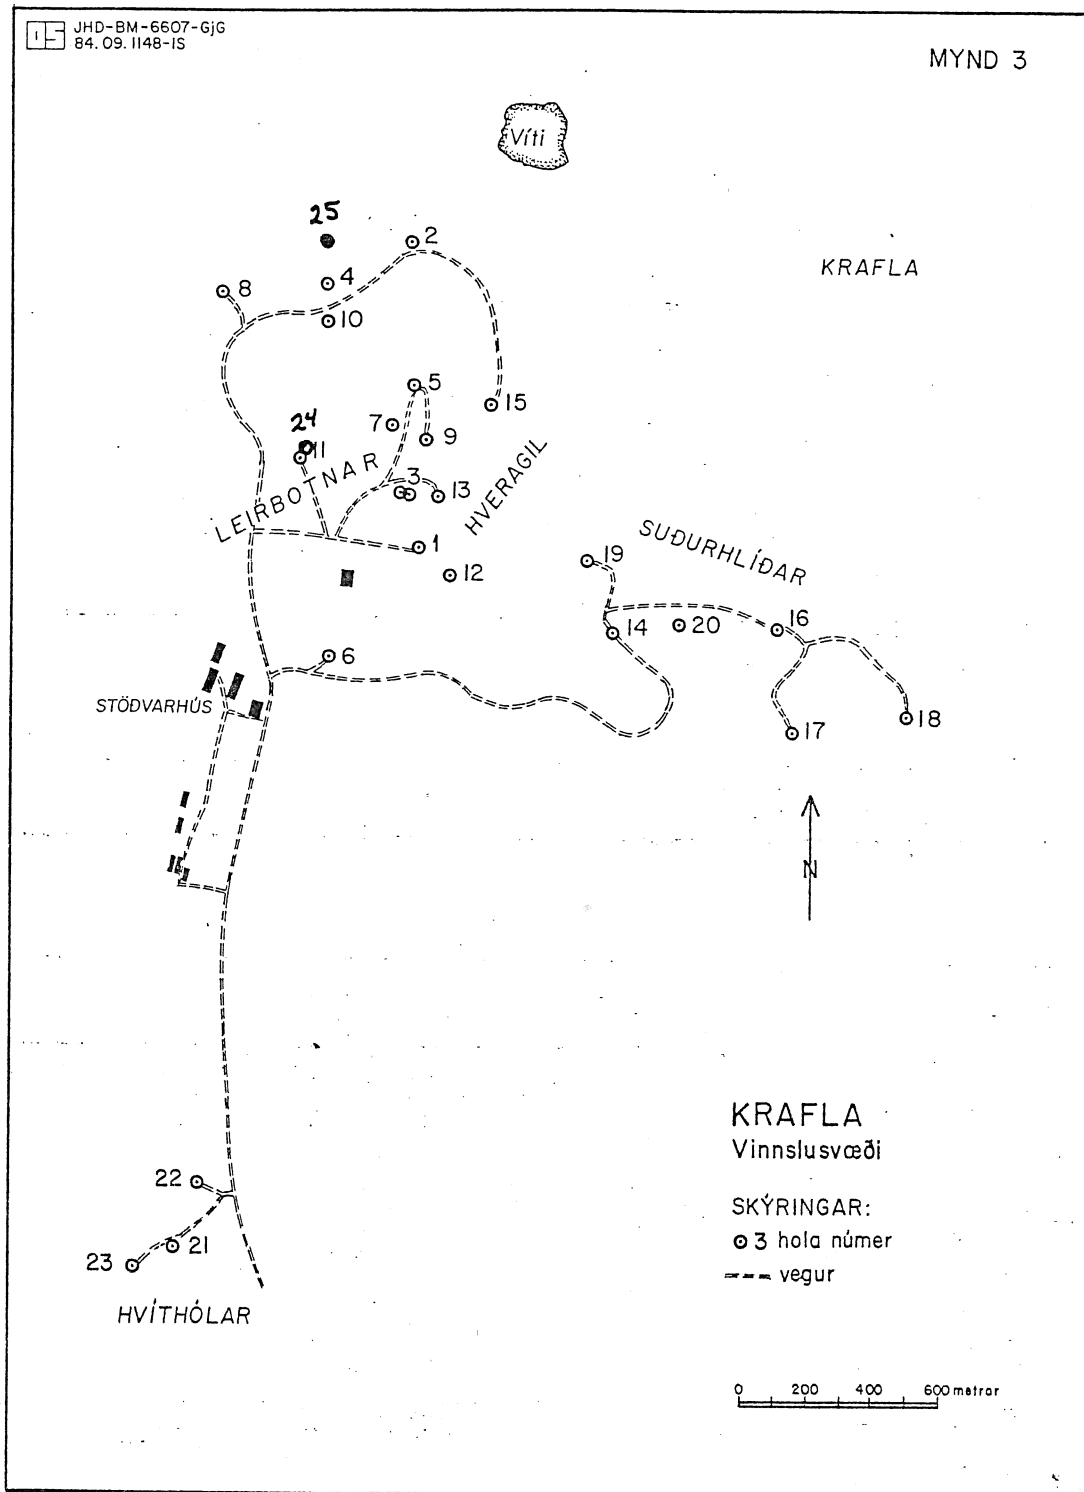 OS JHD-BM-6607-GjG
84.09.1148-IS
MYND 3
Víti
25
2
KRAFLA
4
8
10
5
15
7
24
9
11
LEIRBOTNAR
3
13
HVERAGIL
1
12
19
SUÐURHLÍÐAR
14
20
16
6
STÖÐVARHÚS
17
18
N
KRAFLA
Vinnslusvæði
22
SKÝRINGAR:
3 hola númer
21
23
vegur
HVÍTHÓLAR
0 200 400 600 metrar